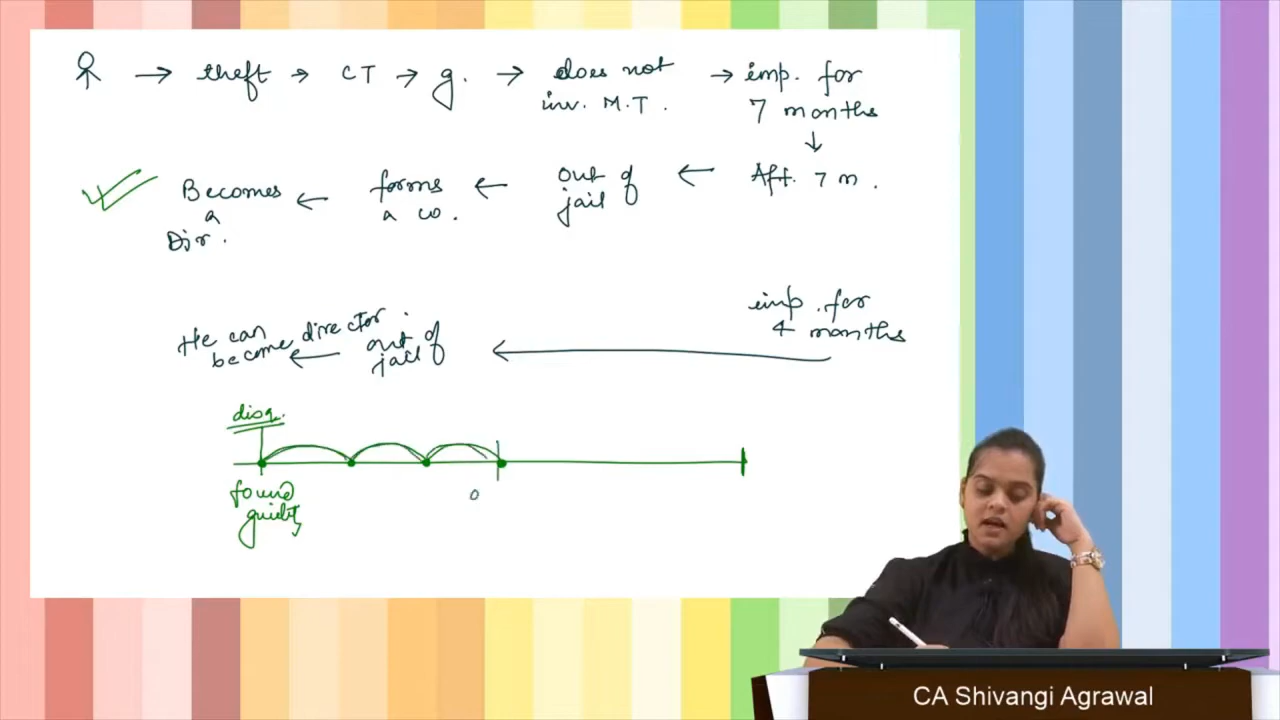 → theft → CT → g. → does not → imp. for
inv. M.T. 7 months
↓
Becomes ← forms ← out of ← Aft. 7 m.
a a co. jail
Dir.
imp. for
4 months
He can become director. ← out of jail ←
disq.
found
guilty
0
CA Shivangi Agrawal